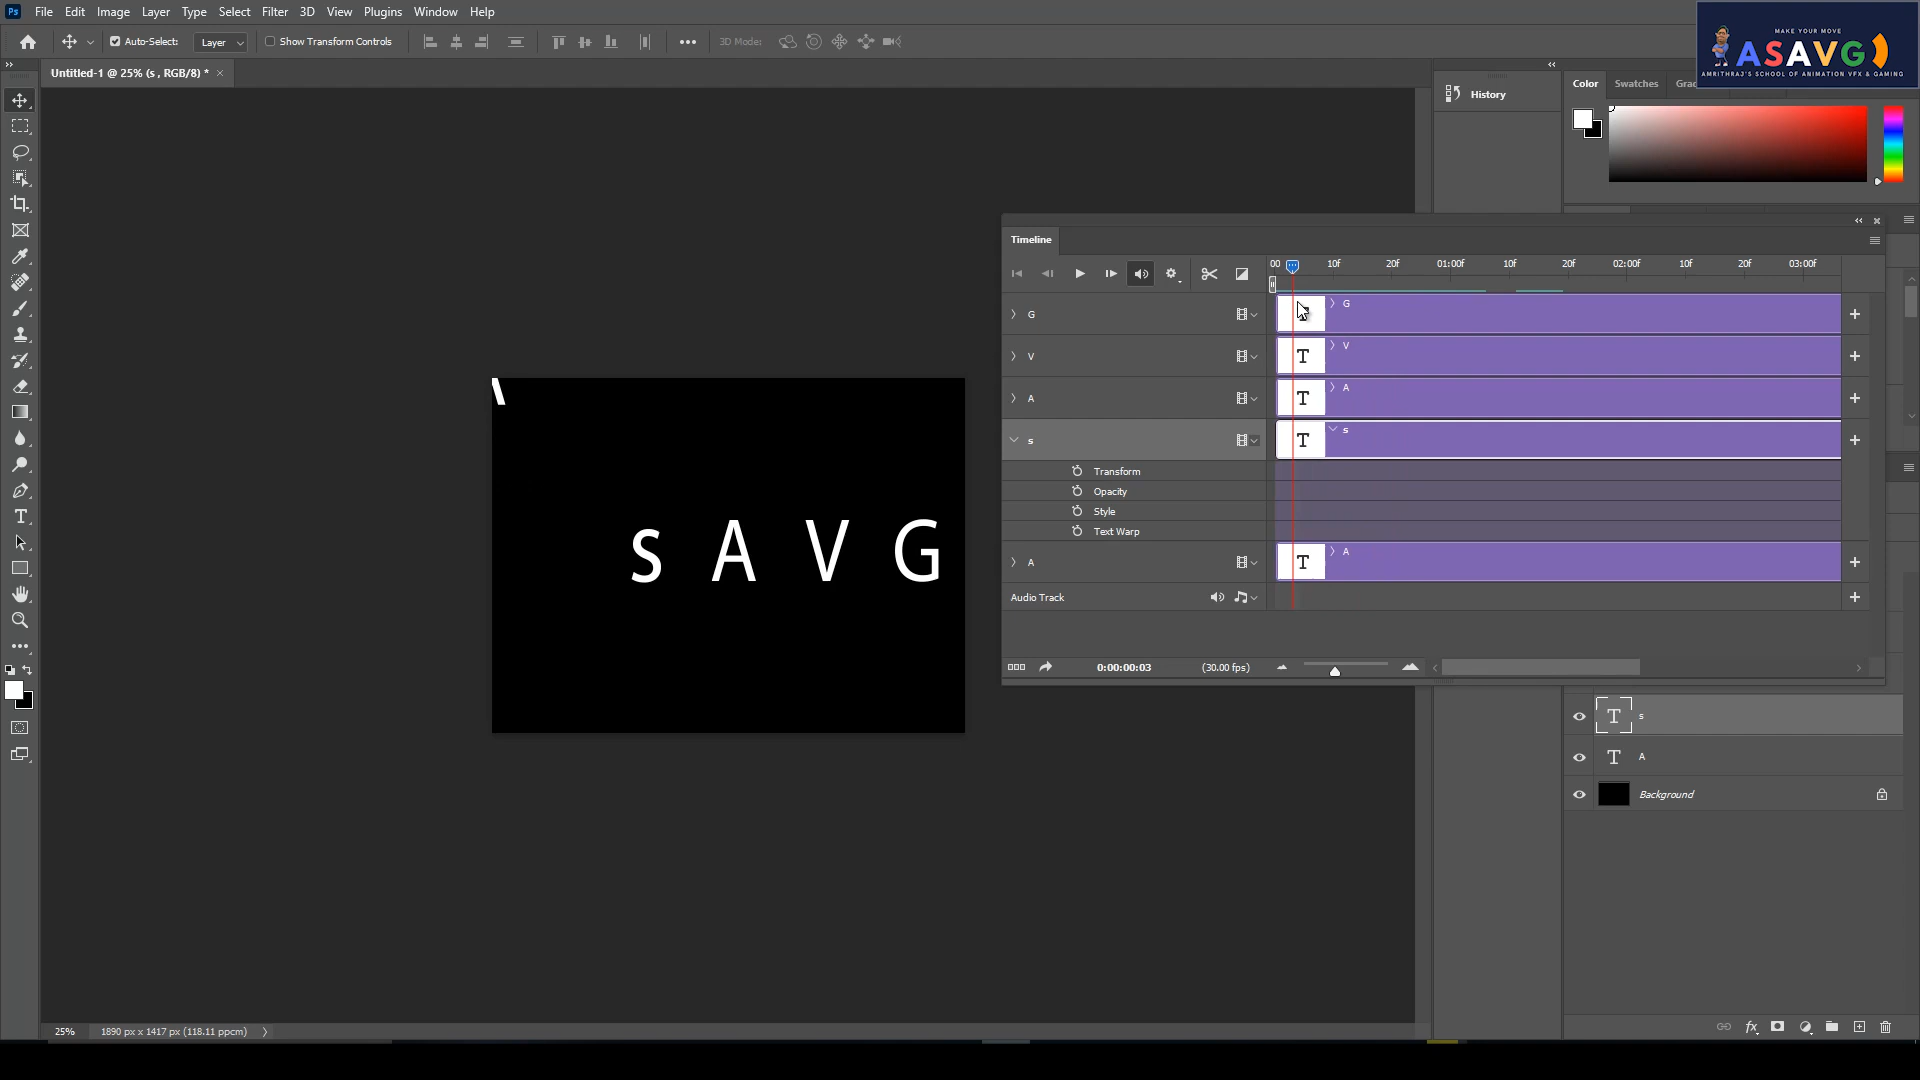 Ps File Edit Image Layer Type Select Filter 3D View Plugins Window Help
Auto-Select: Layer Show Transform Controls 3D Mode:
MAKE YOUR MOVE
ASAVG
AMRITHRAJ'S SCHOOL OF ANIMATION VFX & GAMING
Untitled-1 @ 25% (s , RGB/8) * ×
History
Color Swatches Grad
Timeline
00 10f 20f 01:00f 10f 20f 02:00f 10f 20f 03:00f
G T G
V T V
A T A
s T s
Transform
Opacity
Style
Text Warp
A T A
Audio Track
0:00:00:03 (30.00 fps)
s A V G
T s
T A
Background
fx
25% 1890 px x 1417 px (118.11 ppcm)